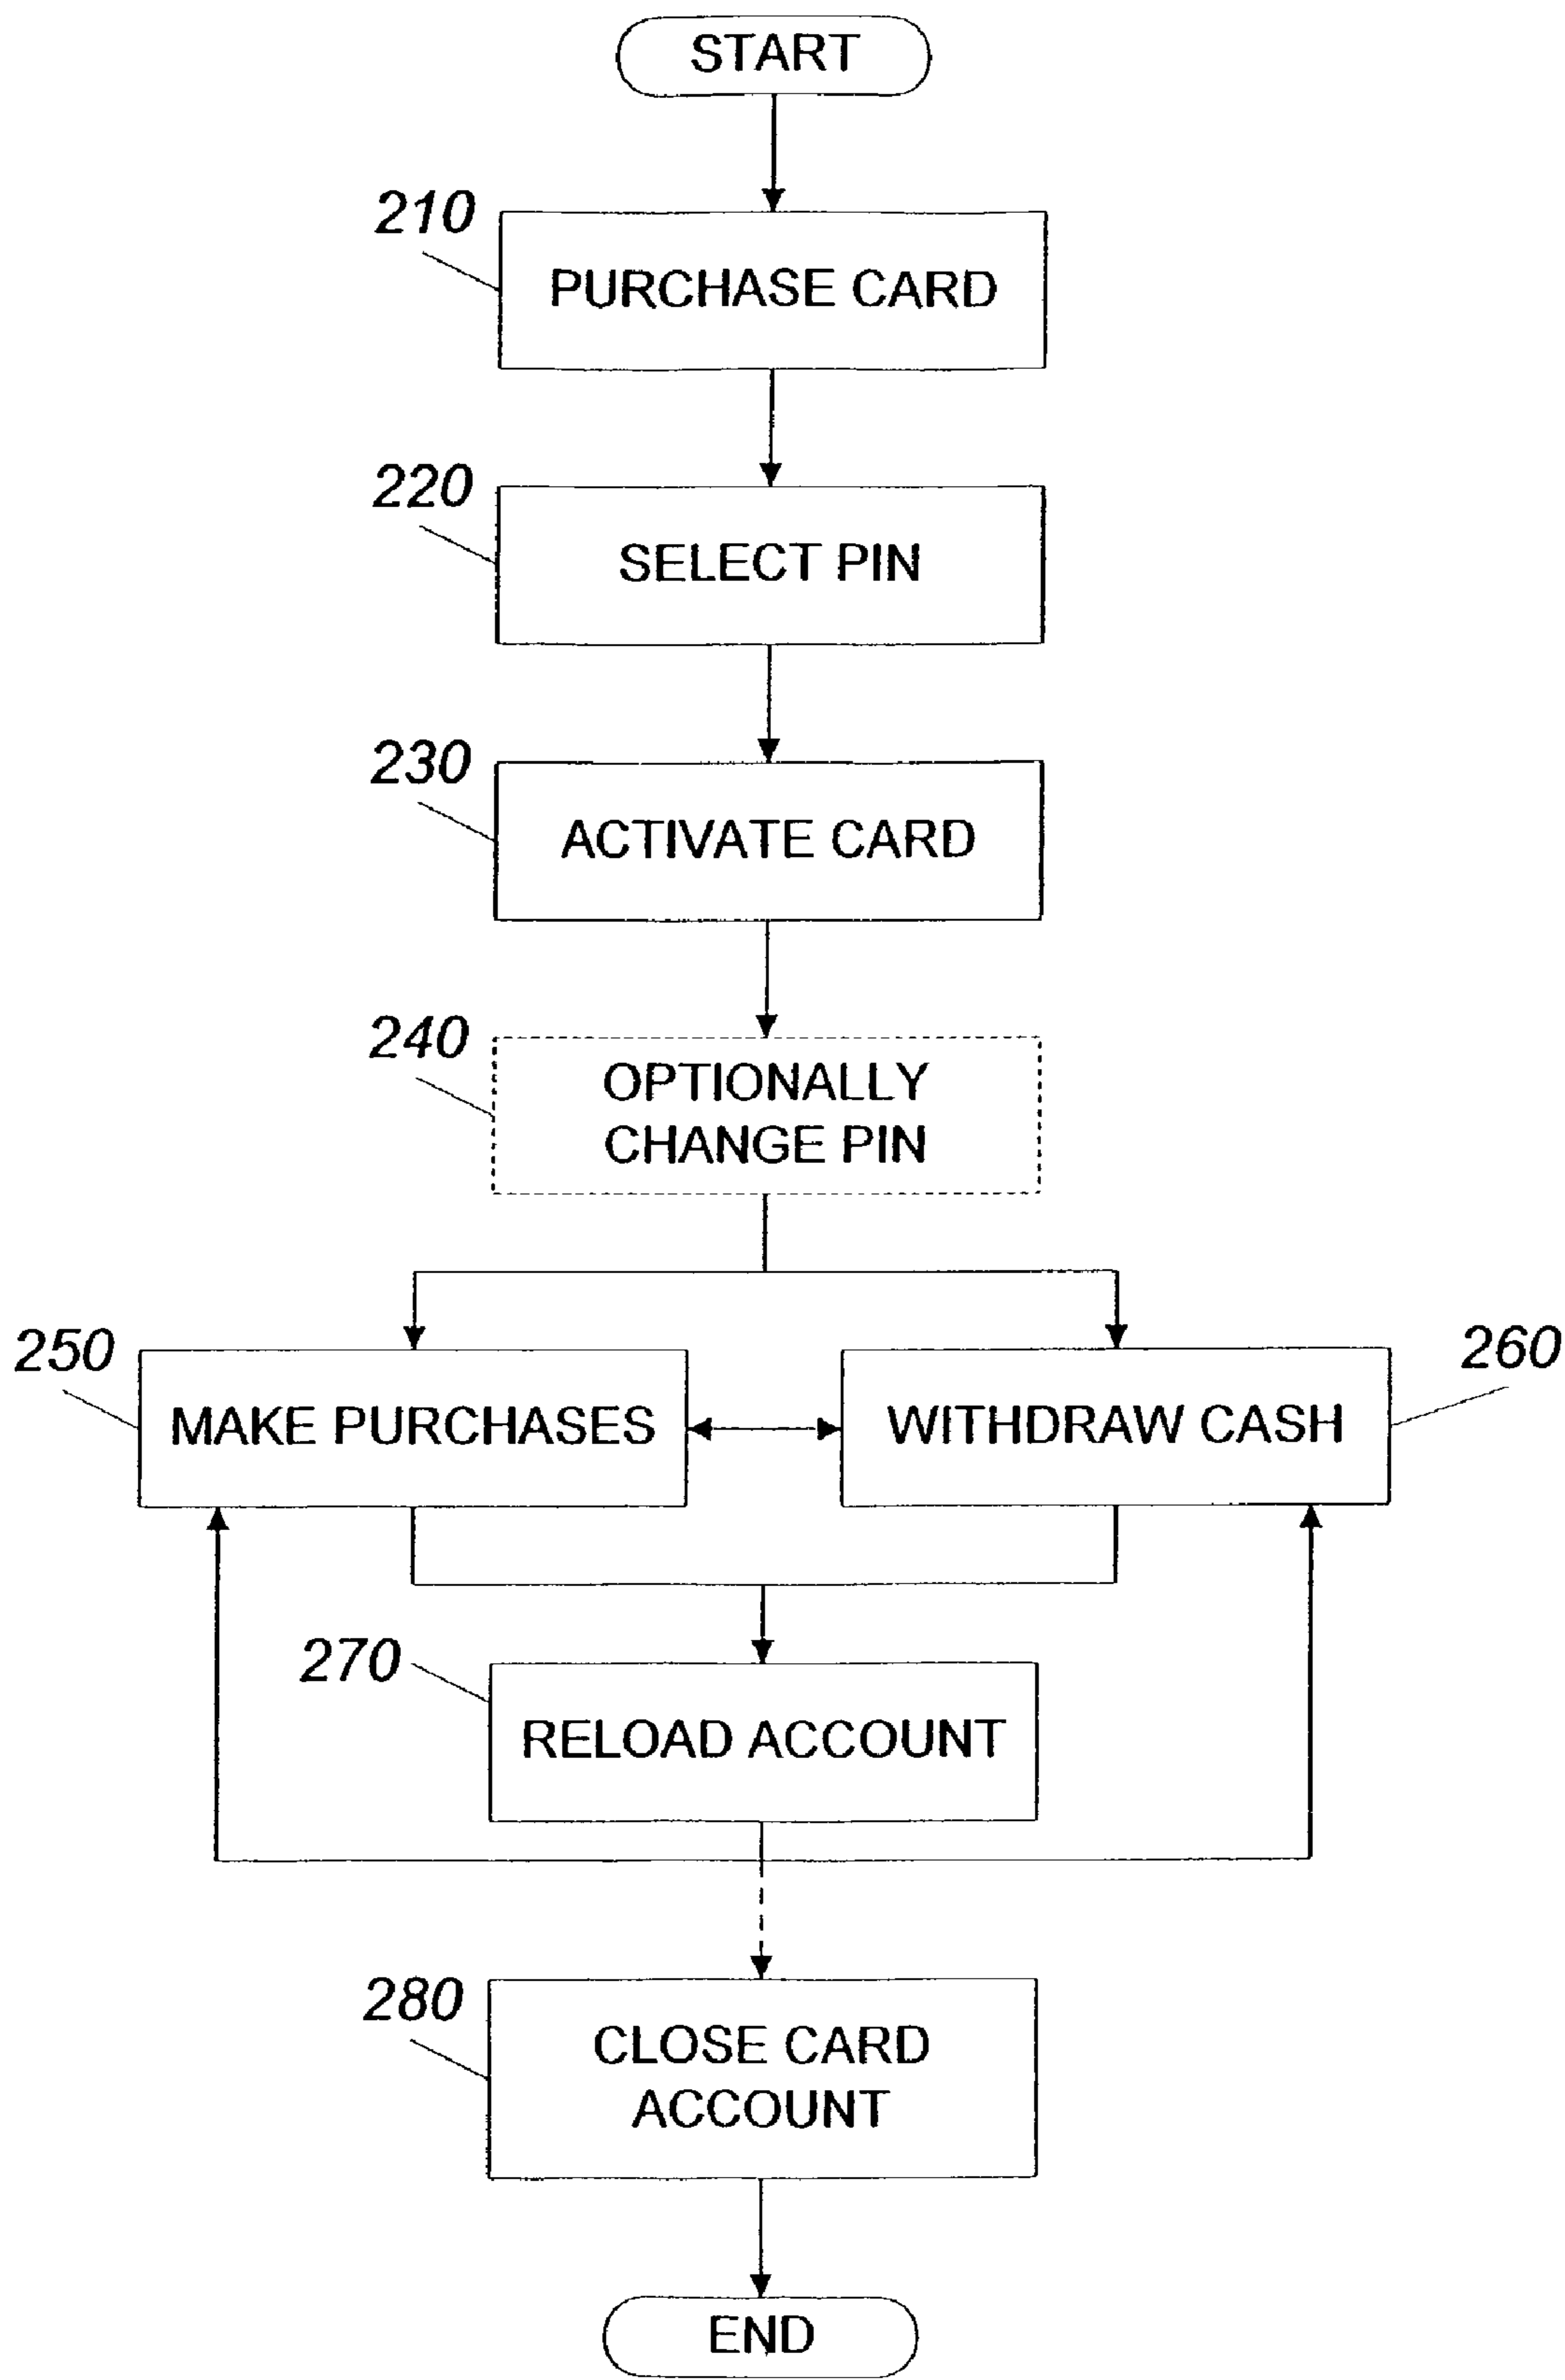 START
210
PURCHASE CARD
220
SELECT PIN
230
ACTIVATE CARD
240
OPTIONALLY
CHANGE PIN
250
MAKE PURCHASES
260
WITHDRAW CASH
270
RELOAD ACCOUNT
280
CLOSE CARD
ACCOUNT
END